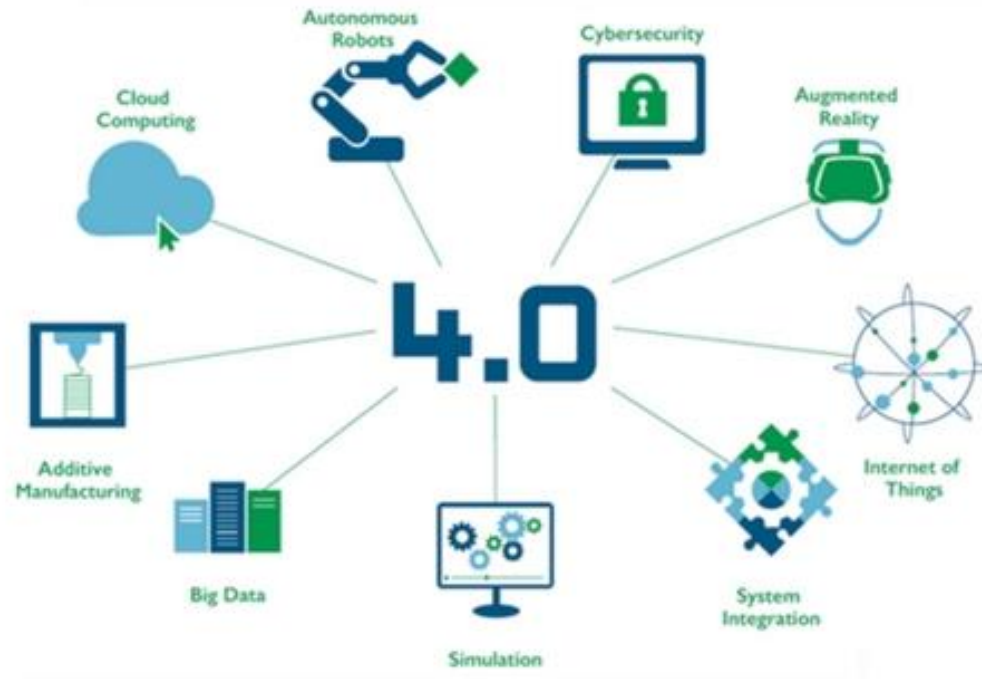 Autonomous
Robots
Cybersecurity
Cloud
Computing
Augmented
Reality
4.0
Additive
Manufacturing
Internet of
Things
Big Data
System
Integration
Simulation